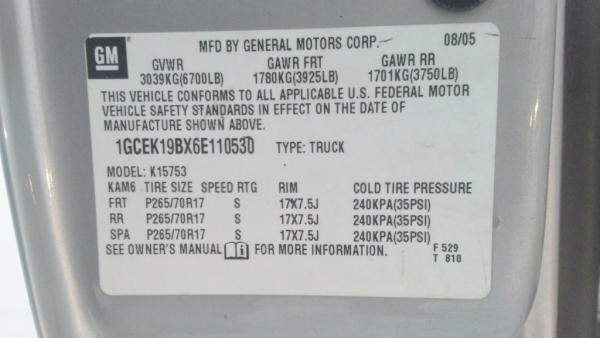 GM
MFD BY GENERAL MOTORS CORP. 08/05
GVWR GAWR FRT GAWR RR
3039KG(6700LB) 1780KG(3925LB) 1701KG(3750LB)
THIS VEHICLE CONFORMS TO ALL APPLICABLE U.S. FEDERAL MOTOR
VEHICLE SAFETY STANDARDS IN EFFECT ON THE DATE OF
MANUFACTURE SHOWN ABOVE.
1GCEK19BX6E110530 TYPE: TRUCK
MODEL: K15753
KAM6 TIRE SIZE SPEED RTG RIM COLD TIRE PRESSURE
FRT P265/70R17 S 17X7.5J 240KPA(35PSI)
RR P265/70R17 S 17X7.5J 240KPA(35PSI)
SPA P265/70R17 S 17X7.5J 240KPA(35PSI)
SEE OWNER'S MANUAL FOR MORE INFORMATION. F 529
T 810